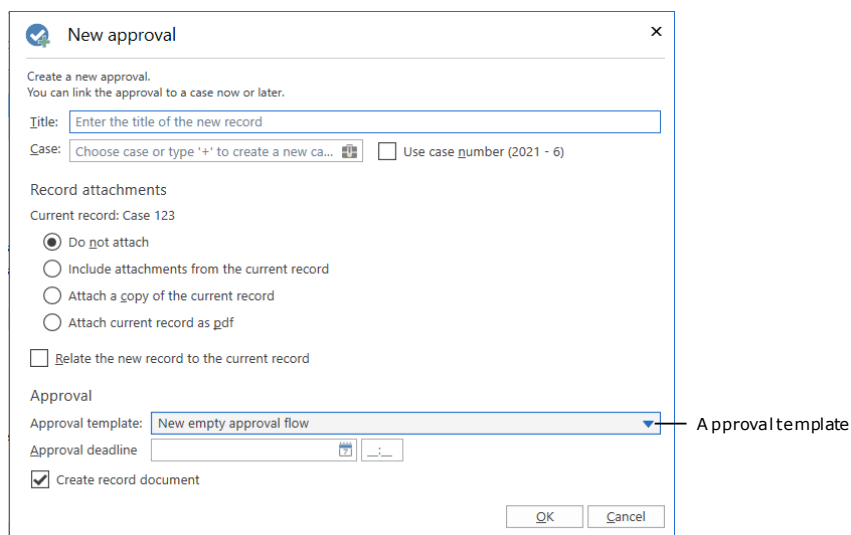 New approval
Create a new approval.
You can link the approval to a case now or later.
Title: Enter the title of the new record
Case: Choose case or type '+' to create a new ca... Use case number (2021 - 6)
Record attachments
Current record: Case 123
Do not attach
Include attachments from the current record
Attach a copy of the current record
Attach current record as pdf
Relate the new record to the current record
Approval
Approval template: New empty approval flow
Approval template
Approval deadline 7 __:__
Create record document
OK Cancel